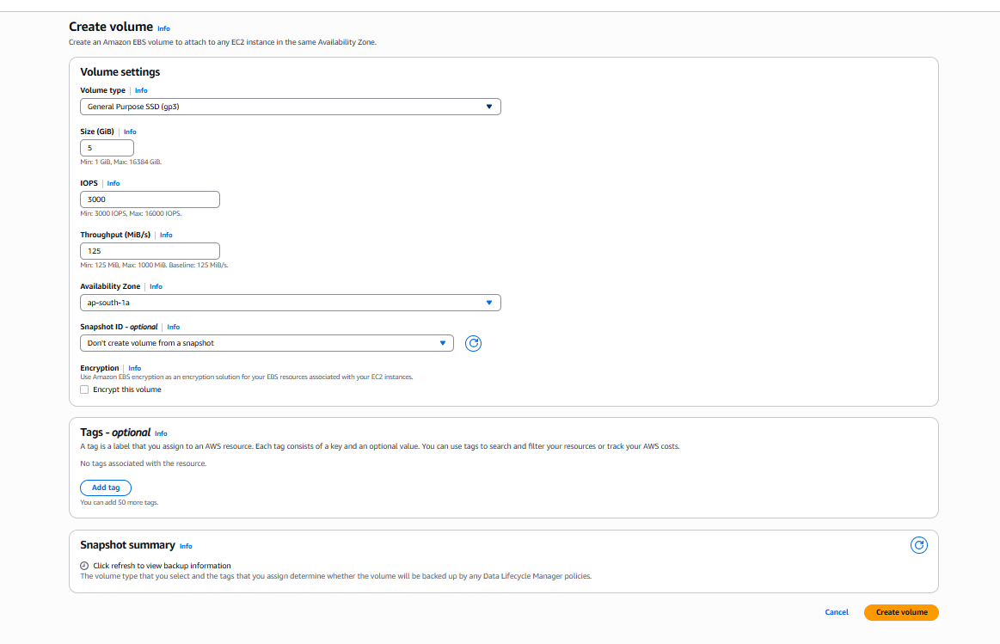 Create volume Info
Create an Amazon EBS volume to attach to any EC2 instance in the same Availability Zone.
Volume settings
Volume type | Info
General Purpose SSD (gp3)
Size (GiB) | Info
5
Min: 1 GiB, Max: 16384 GiB.
IOPS | Info
3000
Min: 3000 IOPS, Max: 16000 IOPS.
Throughput (MiB/s) | Info
125
Min: 125 MiB, Max: 1000 MiB. Baseline: 125 MiB/s.
Availability Zone | Info
ap-south-1a
Snapshot ID - optional | Info
Don't create volume from a snapshot
Encryption | Info
Use Amazon EBS encryption as an encryption solution for your EBS resources associated with your EC2 instances.
Encrypt this volume
Tags - optional Info
A tag is a label that you assign to an AWS resource. Each tag consists of a key and an optional value. You can use tags to search and filter your resources or track your AWS costs.
No tags associated with the resource.
Add tag
You can add 50 more tags.
Snapshot summary Info
Click refresh to view backup information
The volume type that you select and the tags that you assign determine whether the volume will be backed up by any Data Lifecycle Manager policies.
Cancel Create volume